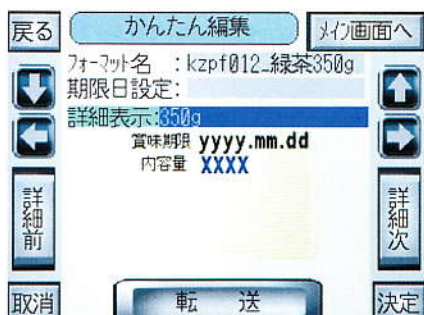 戻る
かんたん編集
メイン画面へ
フォーマット名 :kzpf012_緑茶350g
期限日設定:
詳細表示:350g
賞味期限 yyyy.mm.dd
内容量 XXXX
詳細前
詳細次
取消
転送
決定